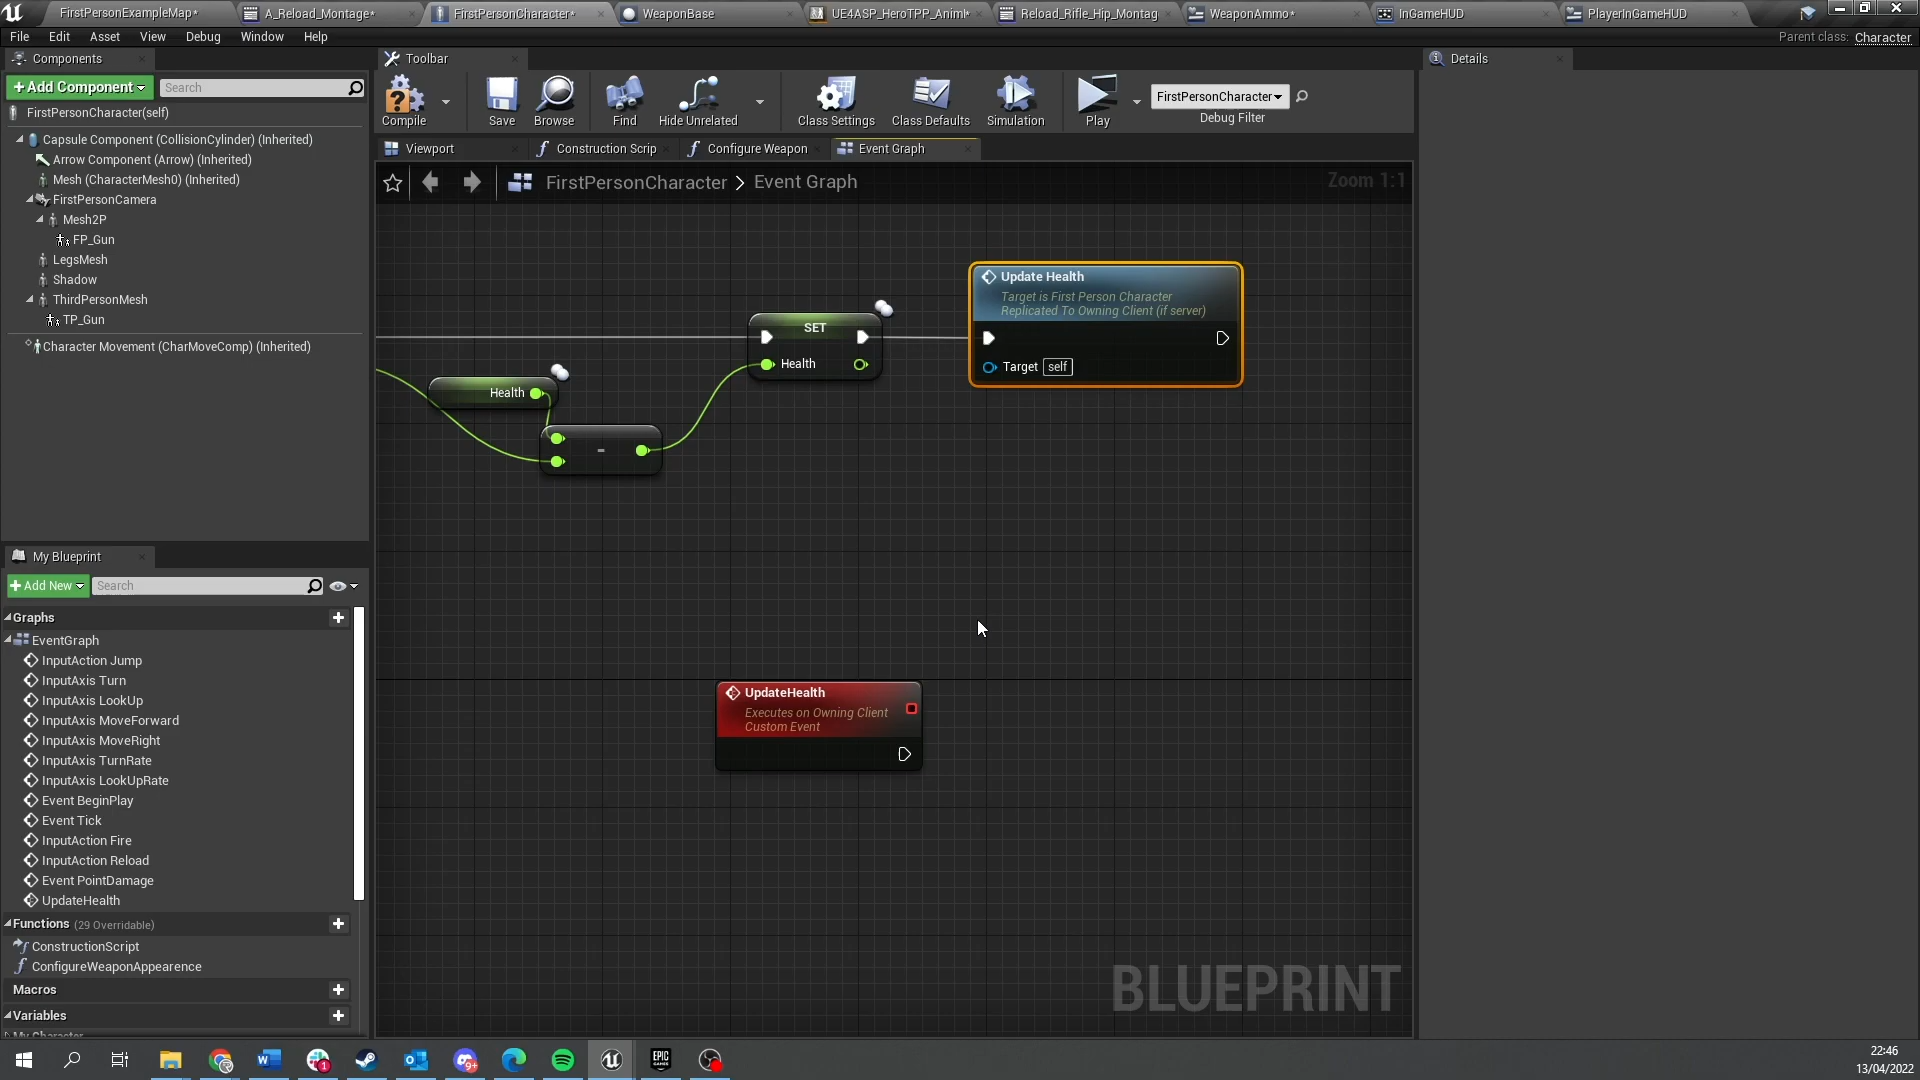 FirstPersonExampleMap*
A_Reload_Montage*
FirstPersonCharacter*
WeaponBase
UE4ASP_HeroTPP_AnimI*
Reload_Rifle_Hip_Montag
WeaponAmmo*
InGameHUD
PlayerInGameHUD
File
Edit
Asset
View
Debug
Window
Help
Parent class: Character
Components
Toolbar
Details
+ Add Component
Search
Compile
Save
Browse
Find
Hide Unrelated
Class Settings
Class Defaults
Simulation
Play
FirstPersonCharacter
Debug Filter
FirstPersonCharacter(self)
Capsule Component (CollisionCylinder) (Inherited)
Arrow Component (Arrow) (Inherited)
Mesh (CharacterMesh0) (Inherited)
FirstPersonCamera
Mesh2P
FP_Gun
LegsMesh
Shadow
ThirdPersonMesh
TP_Gun
Character Movement (CharMoveComp) (Inherited)
Viewport
Construction Scrip
Configure Weapon
Event Graph
FirstPersonCharacter > Event Graph
Zoom 1:1
Update Health
Target is First Person Character
Replicated To Owning Client (if server)
Target self
SET
Health
Health
-
UpdateHealth
Executes on Owning Client
Custom Event
BLUEPRINT
My Blueprint
+ Add New
Search
Graphs
EventGraph
InputAction Jump
InputAxis Turn
InputAxis LookUp
InputAxis MoveForward
InputAxis MoveRight
InputAxis TurnRate
InputAxis LookUpRate
Event BeginPlay
Event Tick
InputAction Fire
InputAction Reload
Event PointDamage
UpdateHealth
Functions (29 Overridable)
ConstructionScript
ConfigureWeaponAppearence
Macros
Variables
My Character
1
9+
EPIC
GAMES
22:46
13/04/2022